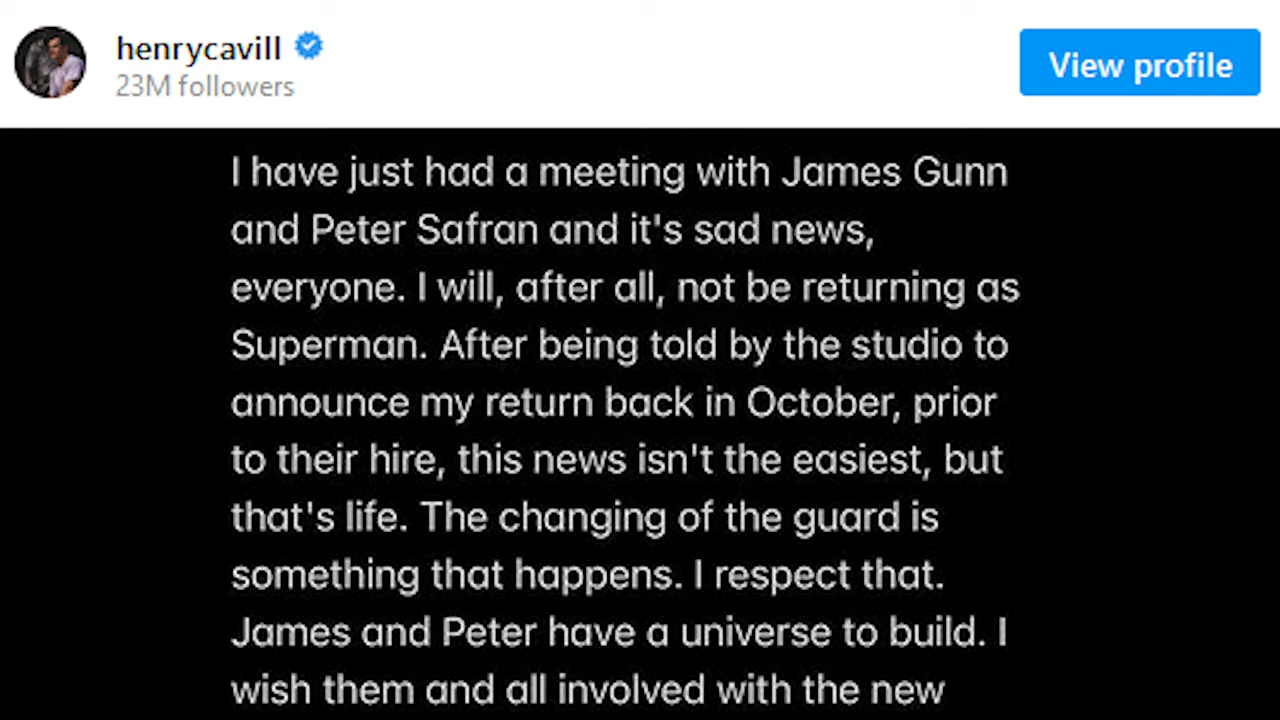 henrycavill
23M followers
View profile
I have just had a meeting with James Gunn
and Peter Safran and it's sad news,
everyone. I will, after all, not be returning as
Superman. After being told by the studio to
announce my return back in October, prior
to their hire, this news isn't the easiest, but
that's life. The changing of the guard is
something that happens. I respect that.
James and Peter have a universe to build. I
wish them and all involved with the new